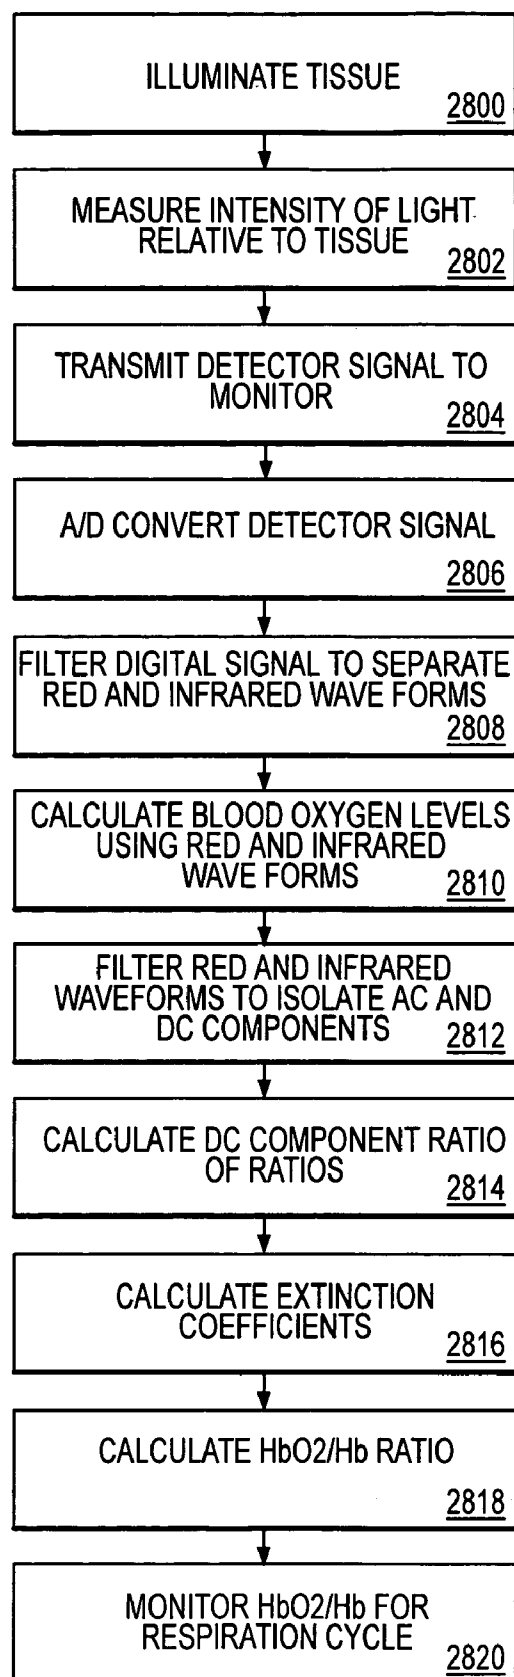 ILLUMINATE TISSUE
2800
MEASURE INTENSITY OF LIGHT
RELATIVE TO TISSUE
2802
TRANSMIT DETECTOR SIGNAL TO
MONITOR
2804
A/D CONVERT DETECTOR SIGNAL
2806
FILTER DIGITAL SIGNAL TO SEPARATE
RED AND INFRARED WAVE FORMS
2808
CALCULATE BLOOD OXYGEN LEVELS
USING RED AND INFRARED
WAVE FORMS
2810
FILTER RED AND INFRARED
WAVEFORMS TO ISOLATE AC AND
DC COMPONENTS
2812
CALCULATE DC COMPONENT RATIO
OF RATIOS
2814
CALCULATE EXTINCTION
COEFFICIENTS
2816
CALCULATE HbO2/Hb RATIO
2818
MONITOR HbO2/Hb FOR
RESPIRATION CYCLE
2820